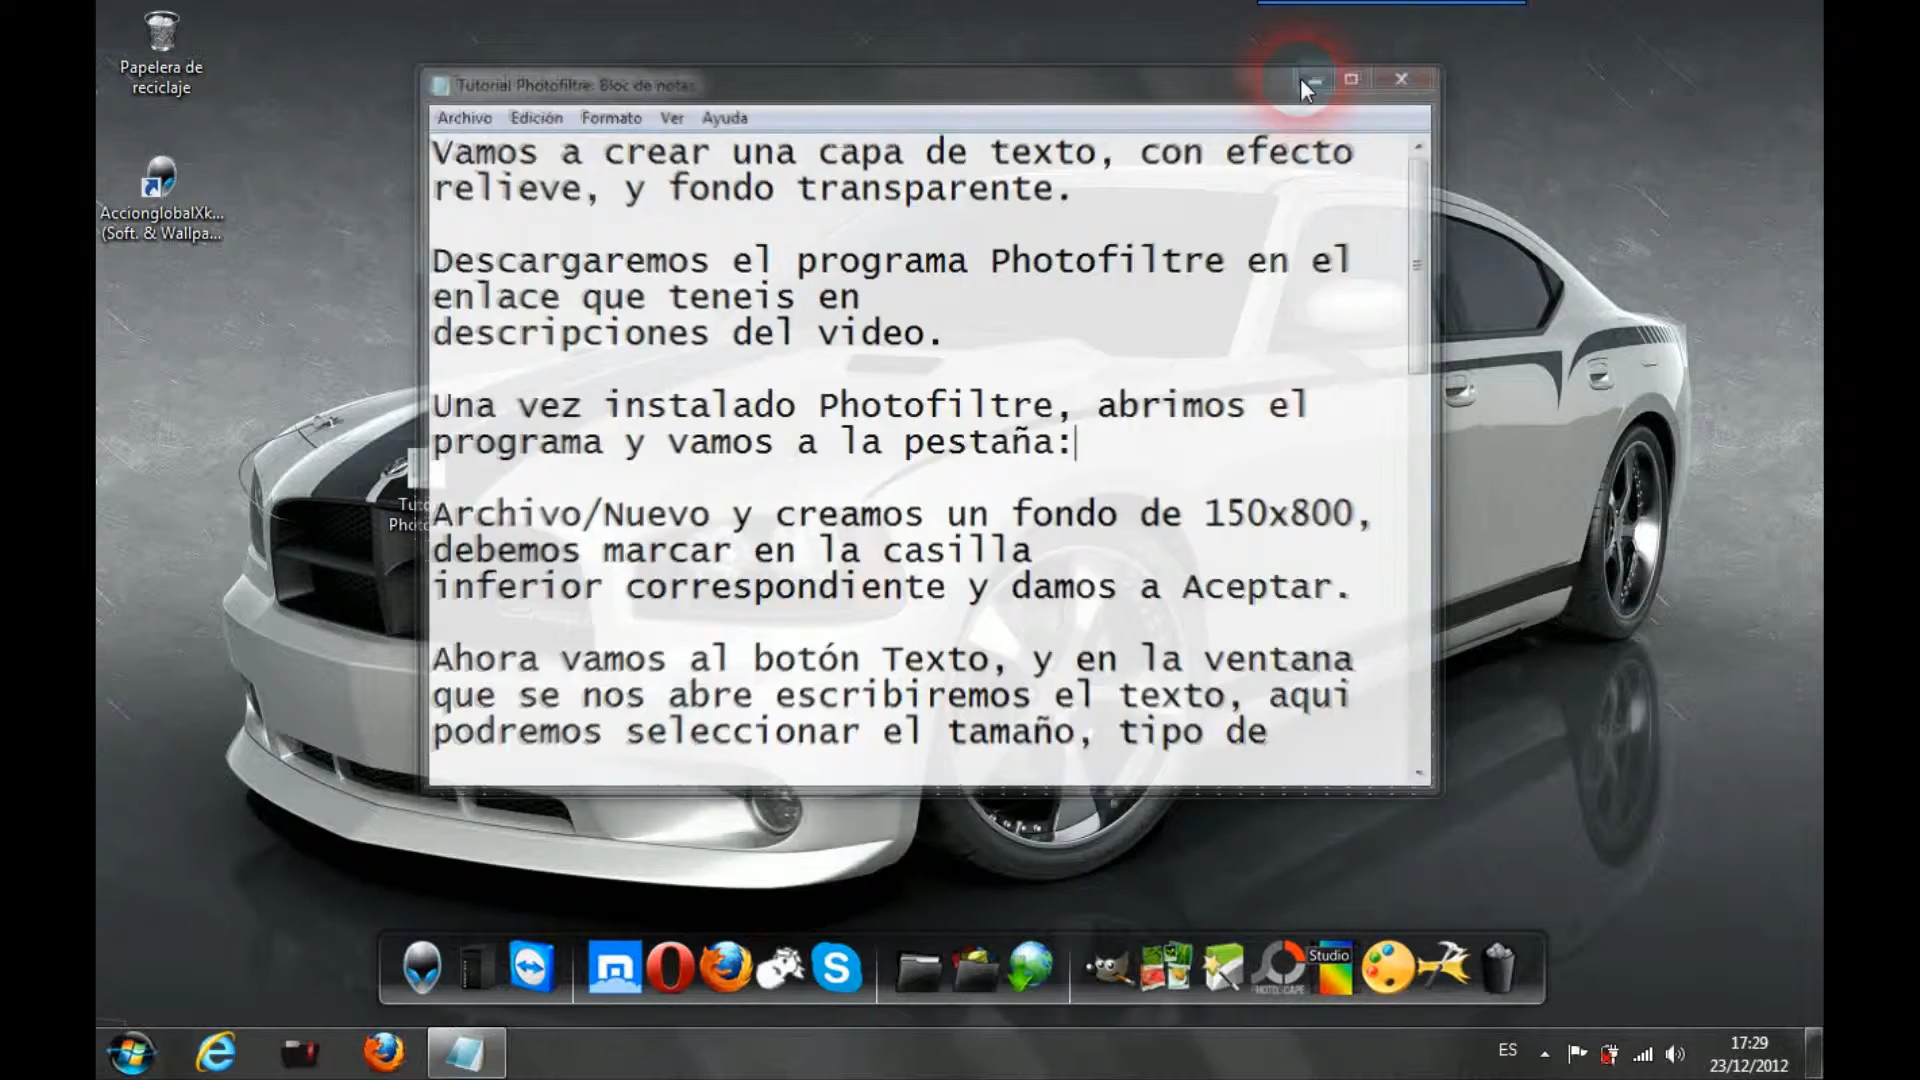 Papelera de
reciclaje
AccionglobalXk...
(Soft. & Wallpa...
Tutorial Photofiltre: Bloc de notas
Archivo Edición Formato Ver Ayuda
Vamos a crear una capa de texto, con efecto
relieve, y fondo transparente.
Descargaremos el programa Photofiltre en el
enlace que teneis en
descripciones del video.
Una vez instalado Photofiltre, abrimos el
programa y vamos a la pestaña:
Archivo/Nuevo y creamos un fondo de 150x800,
debemos marcar en la casilla
inferior correspondiente y damos a Aceptar.
Ahora vamos al botón Texto, y en la ventana
que se nos abre escribiremos el texto, aqui
podremos seleccionar el tamaño, tipo de
Studio
ES
17:29
23/12/2012